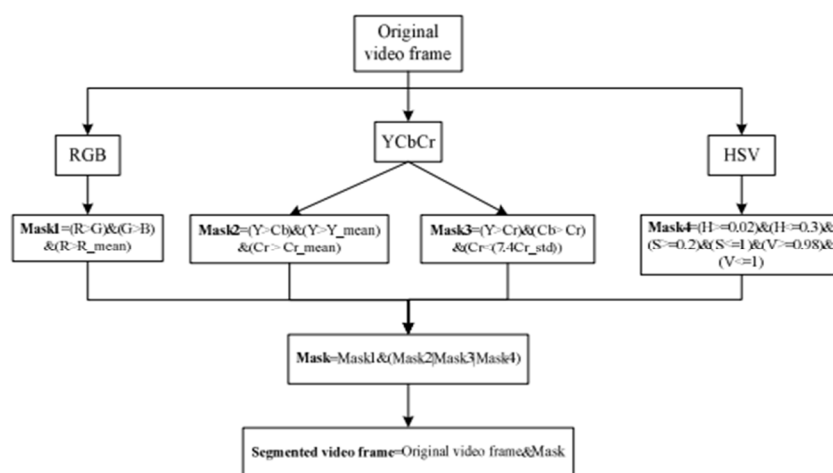 Original
video frame
RGB
YCbCr
HSV
Mask1=(R>G)&(G>B)
&(R>R_mean)
Mask2=(Y>Cb)&(Y>Y_mean)
&(Cr > Cr_mean)
Mask3=(Y>Cr)&(Cb> Cr)
&(Cr<(7.4Cr_std))
Mask4=(H>=0.02)&(H<=0.3)&
(S>=0.2)&(S<=1)&(V>=0.98)&
(V<=1)
Mask=Mask1&(Mask2|Mask3|Mask4)
Segmented video frame=Original video frame&Mask